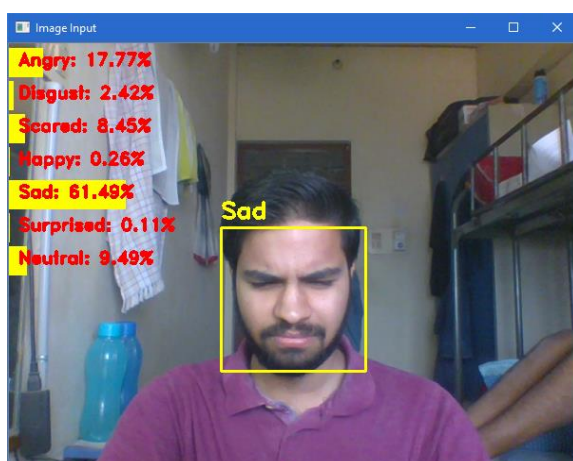 Image Input
Angry: 17.77%
Disgust: 2.42%
Scared: 8.45%
Happy: 0.26%
Sad: 61.49%
Surprised: 0.11%
Neutral: 9.49%
Sad